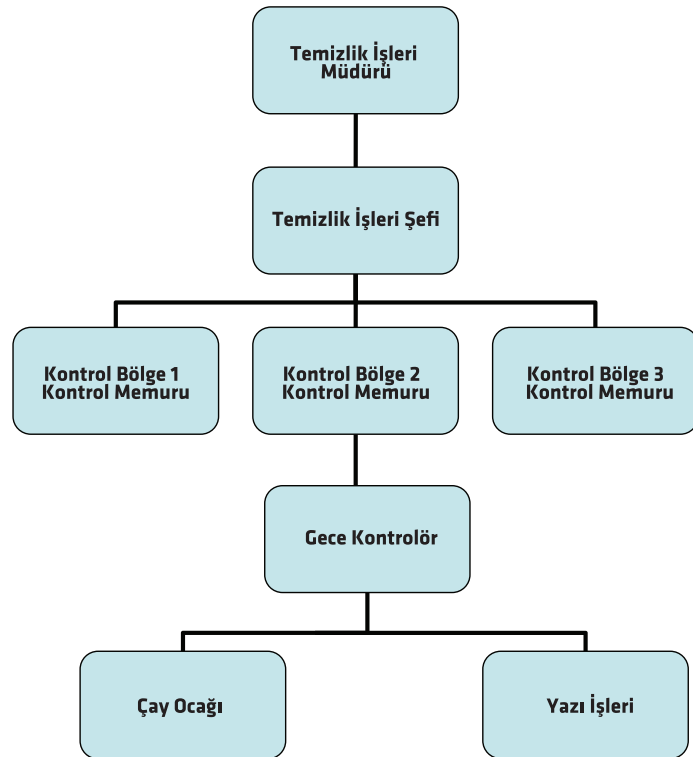 Temizlik İşleri
Müdürü
Temizlik İşleri Şefi
Kontrol Bölge 1
Kontrol Memuru
Kontrol Bölge 2
Kontrol Memuru
Kontrol Bölge 3
Kontrol Memuru
Gece Kontrolör
Çay Ocağı
Yazı İşleri